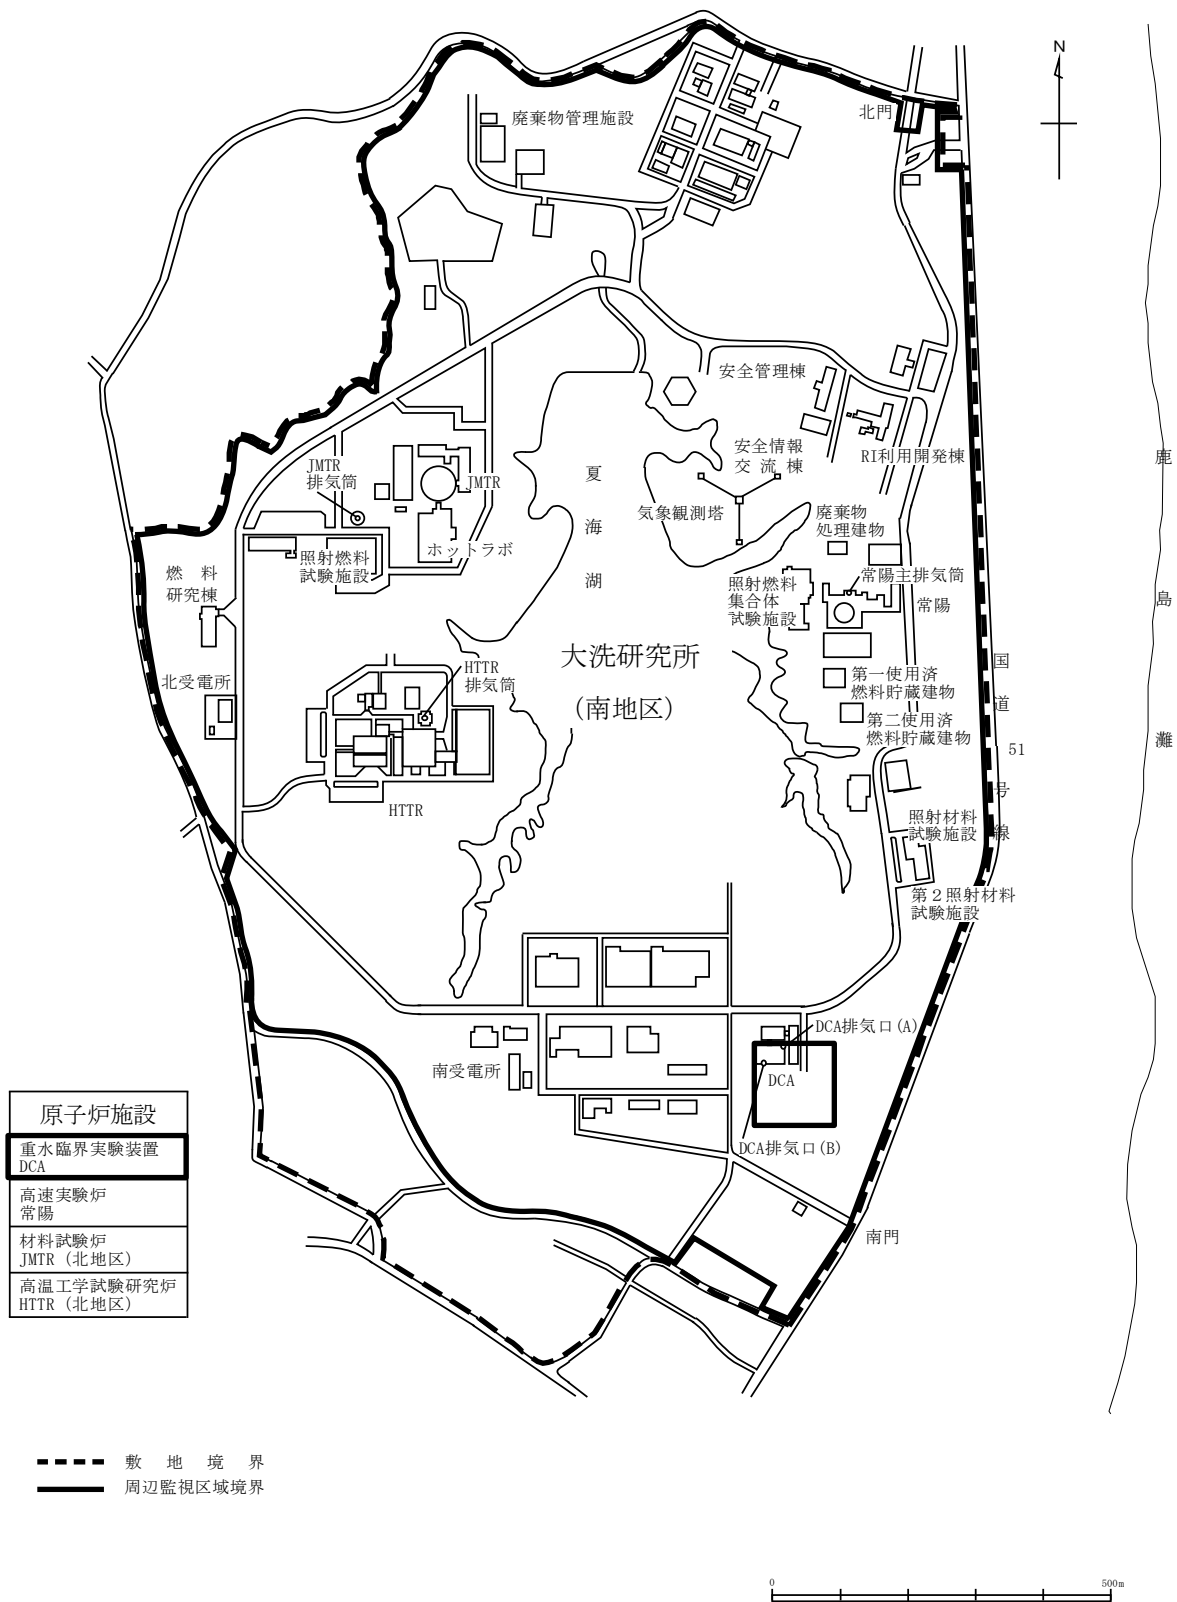 N
北門
廃棄物管理施設
安全管理棟
安全情報
交流棟
RI利用開発棟
鹿
島
灘
JMTR
排気筒
JMTR
夏
海
湖
気象観測塔
廃棄物
処理建物
ホットラボ
照射燃料
試験施設
燃料
研究棟
照射燃料
集合体
試験施設
常陽主排気筒
常陽
大洗研究所
(南地区)
国
道
51
号
線
HTTR
排気筒
北受電所
第一使用済
燃料貯蔵建物
第二使用済
燃料貯蔵建物
HTTR
照射材料
試験施設
第2照射材料
試験施設
DCA排気口(A)
南受電所
DCA
DCA排気口(B)
南門
原子炉施設
重水臨界実験装置
DCA
高速実験炉
常陽
材料試験炉
JMTR (北地区)
高温工学試験研究炉
HTTR (北地区)
敷地境界
周辺監視区域境界
0 500m